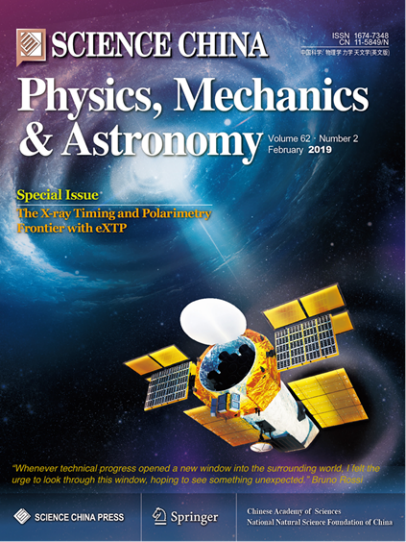 ISSN 1674-7348
CN 11-5849/N
SCIENCE CHINA
中国科学: 物理学 力学 天文学(英文版)
Physics, Mechanics
& Astronomy
Volume 62 · Number 2
February 2019
Special Issue
The X-ray Timing and Polarimetry
Frontier with eXTP
"Whenever technical progress opened a new window into the surrounding world, I felt the
urge to look through this window, hoping to see something unexpected." Bruno Rossi
SCIENCE CHINA PRESS
Springer
Chinese Academy of Sciences
National Natural Science Foundation of China